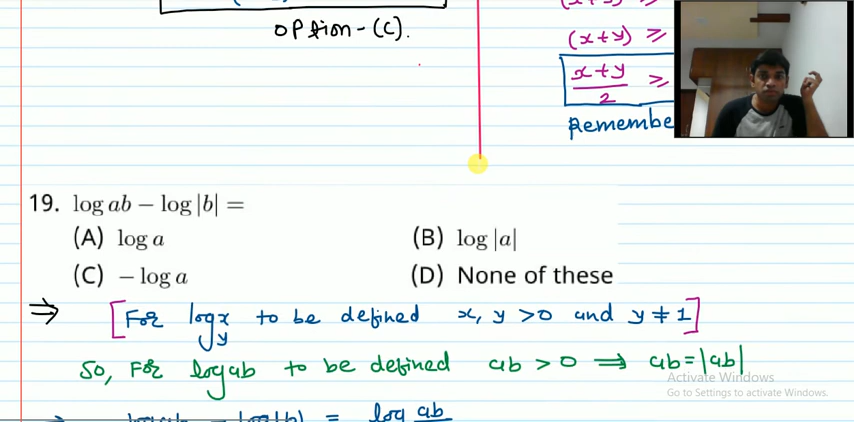 option-(C).
(x+y) ≥
x+y/2 ≥
Remembe
19. log ab − log |b| =
(A) log a
(B) log |a|
(C) − log a
(D) None of these
⇒ [For log_y x to be defined x, y >0 and y ≠ 1]
So, For log ab to be defined ab > 0 ⇒ ab = |ab|
Activate Windows
Go to Settings to activate Windows.
= log ab